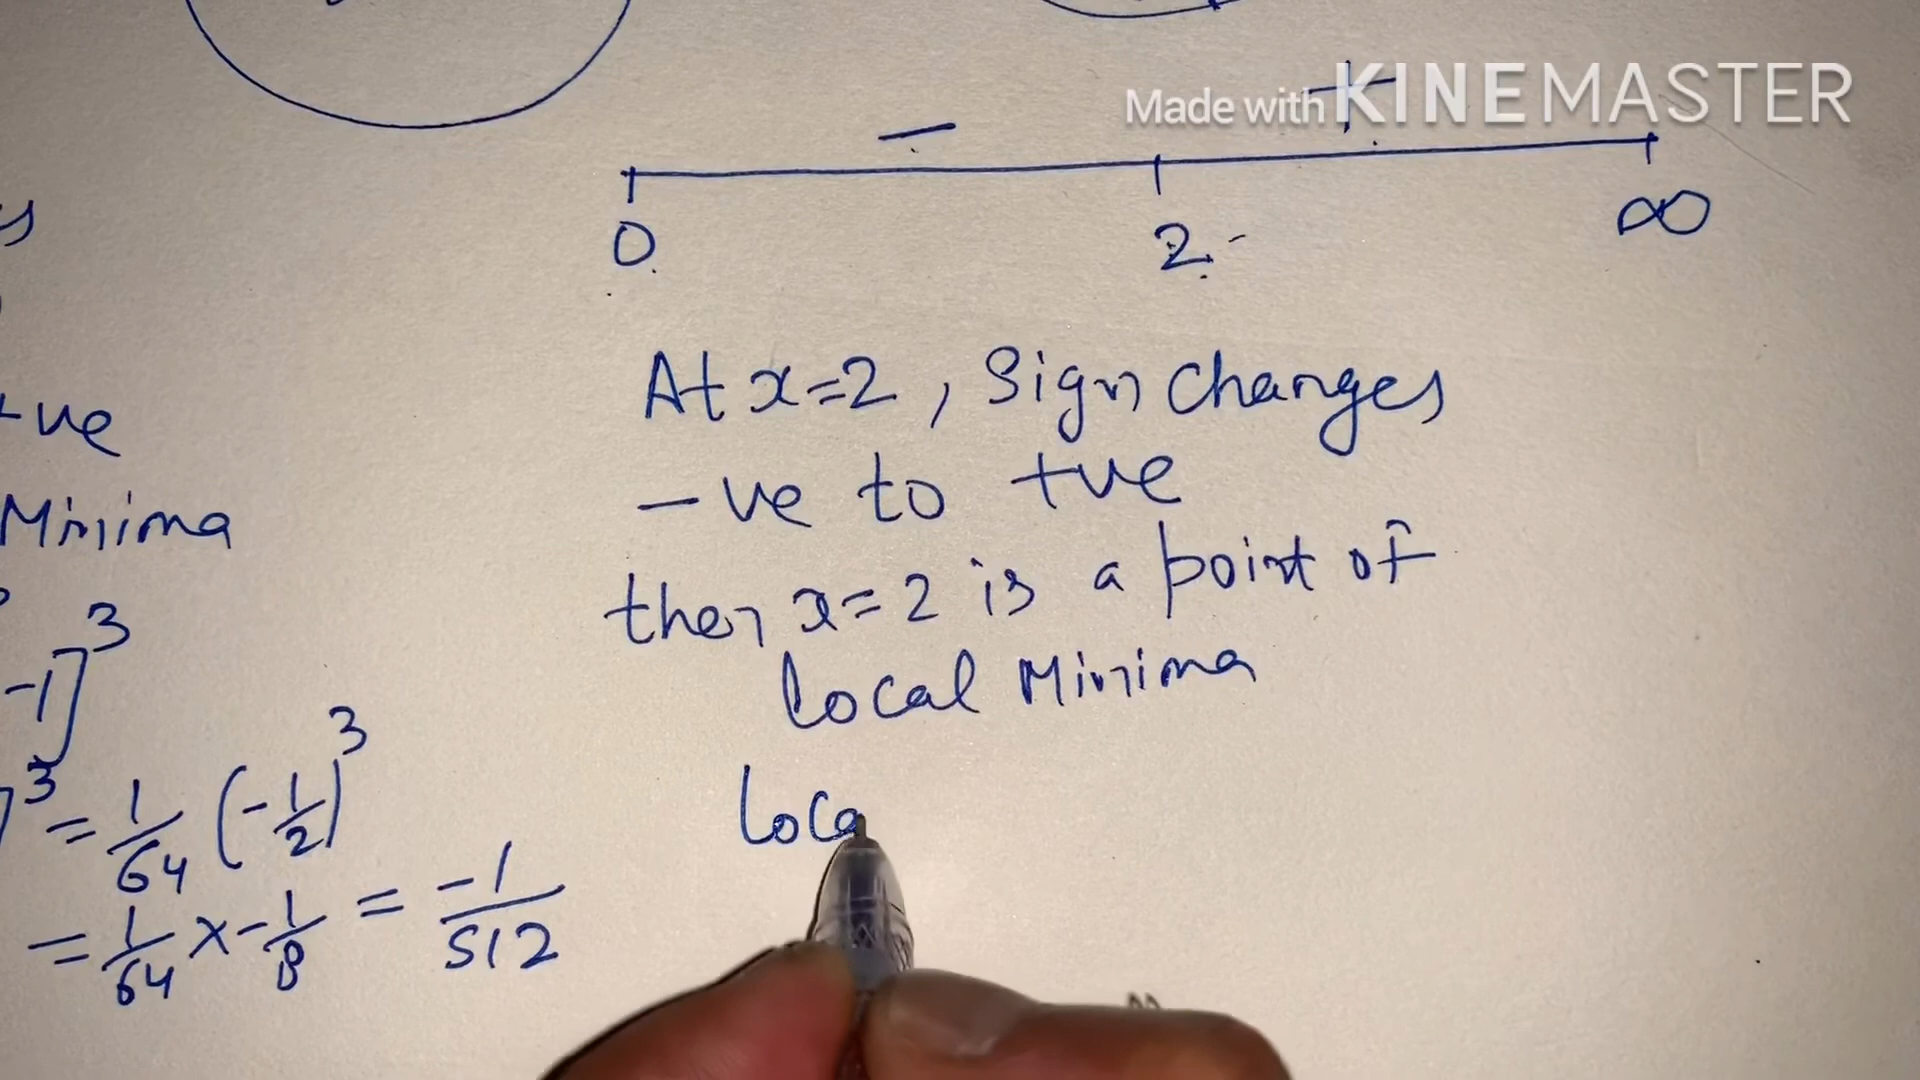 Made with KINEMASTER
— +
0 2 ∞
+ve
Minima
-1]³
]³ = 1/64 (-1/2)³
= 1/64 x -1/8 = -1/512
At x=2, Sign changes
-ve to +ve
then x=2 is a point of
local Minima
loca